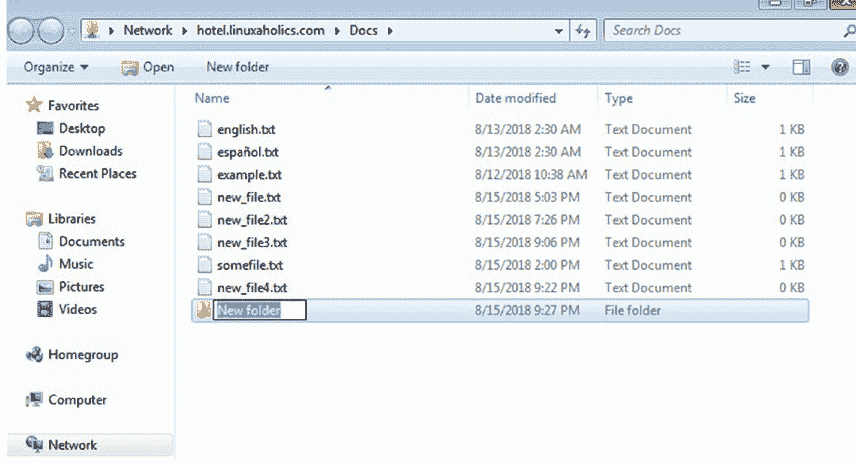 Network hotel.linuxaholics.com Docs Search Docs
Organize Open New folder
Name Date modified Type Size
Favorites
Desktop
Downloads
Recent Places
Libraries
Documents
Music
Pictures
Videos
Homegroup
Computer
Network
english.txt 8/13/2018 2:30 AM Text Document 1 KB
español.txt 8/13/2018 2:30 AM Text Document 1 KB
example.txt 8/12/2018 10:38 AM Text Document 1 KB
new_file.txt 8/15/2018 5:03 PM Text Document 0 KB
new_file2.txt 8/15/2018 7:26 PM Text Document 0 KB
new_file3.txt 8/15/2018 9:06 PM Text Document 0 KB
somefile.txt 8/15/2018 2:00 PM Text Document 1 KB
new_file4.txt 8/15/2018 9:22 PM Text Document 0 KB
New folder 8/15/2018 9:27 PM File folder